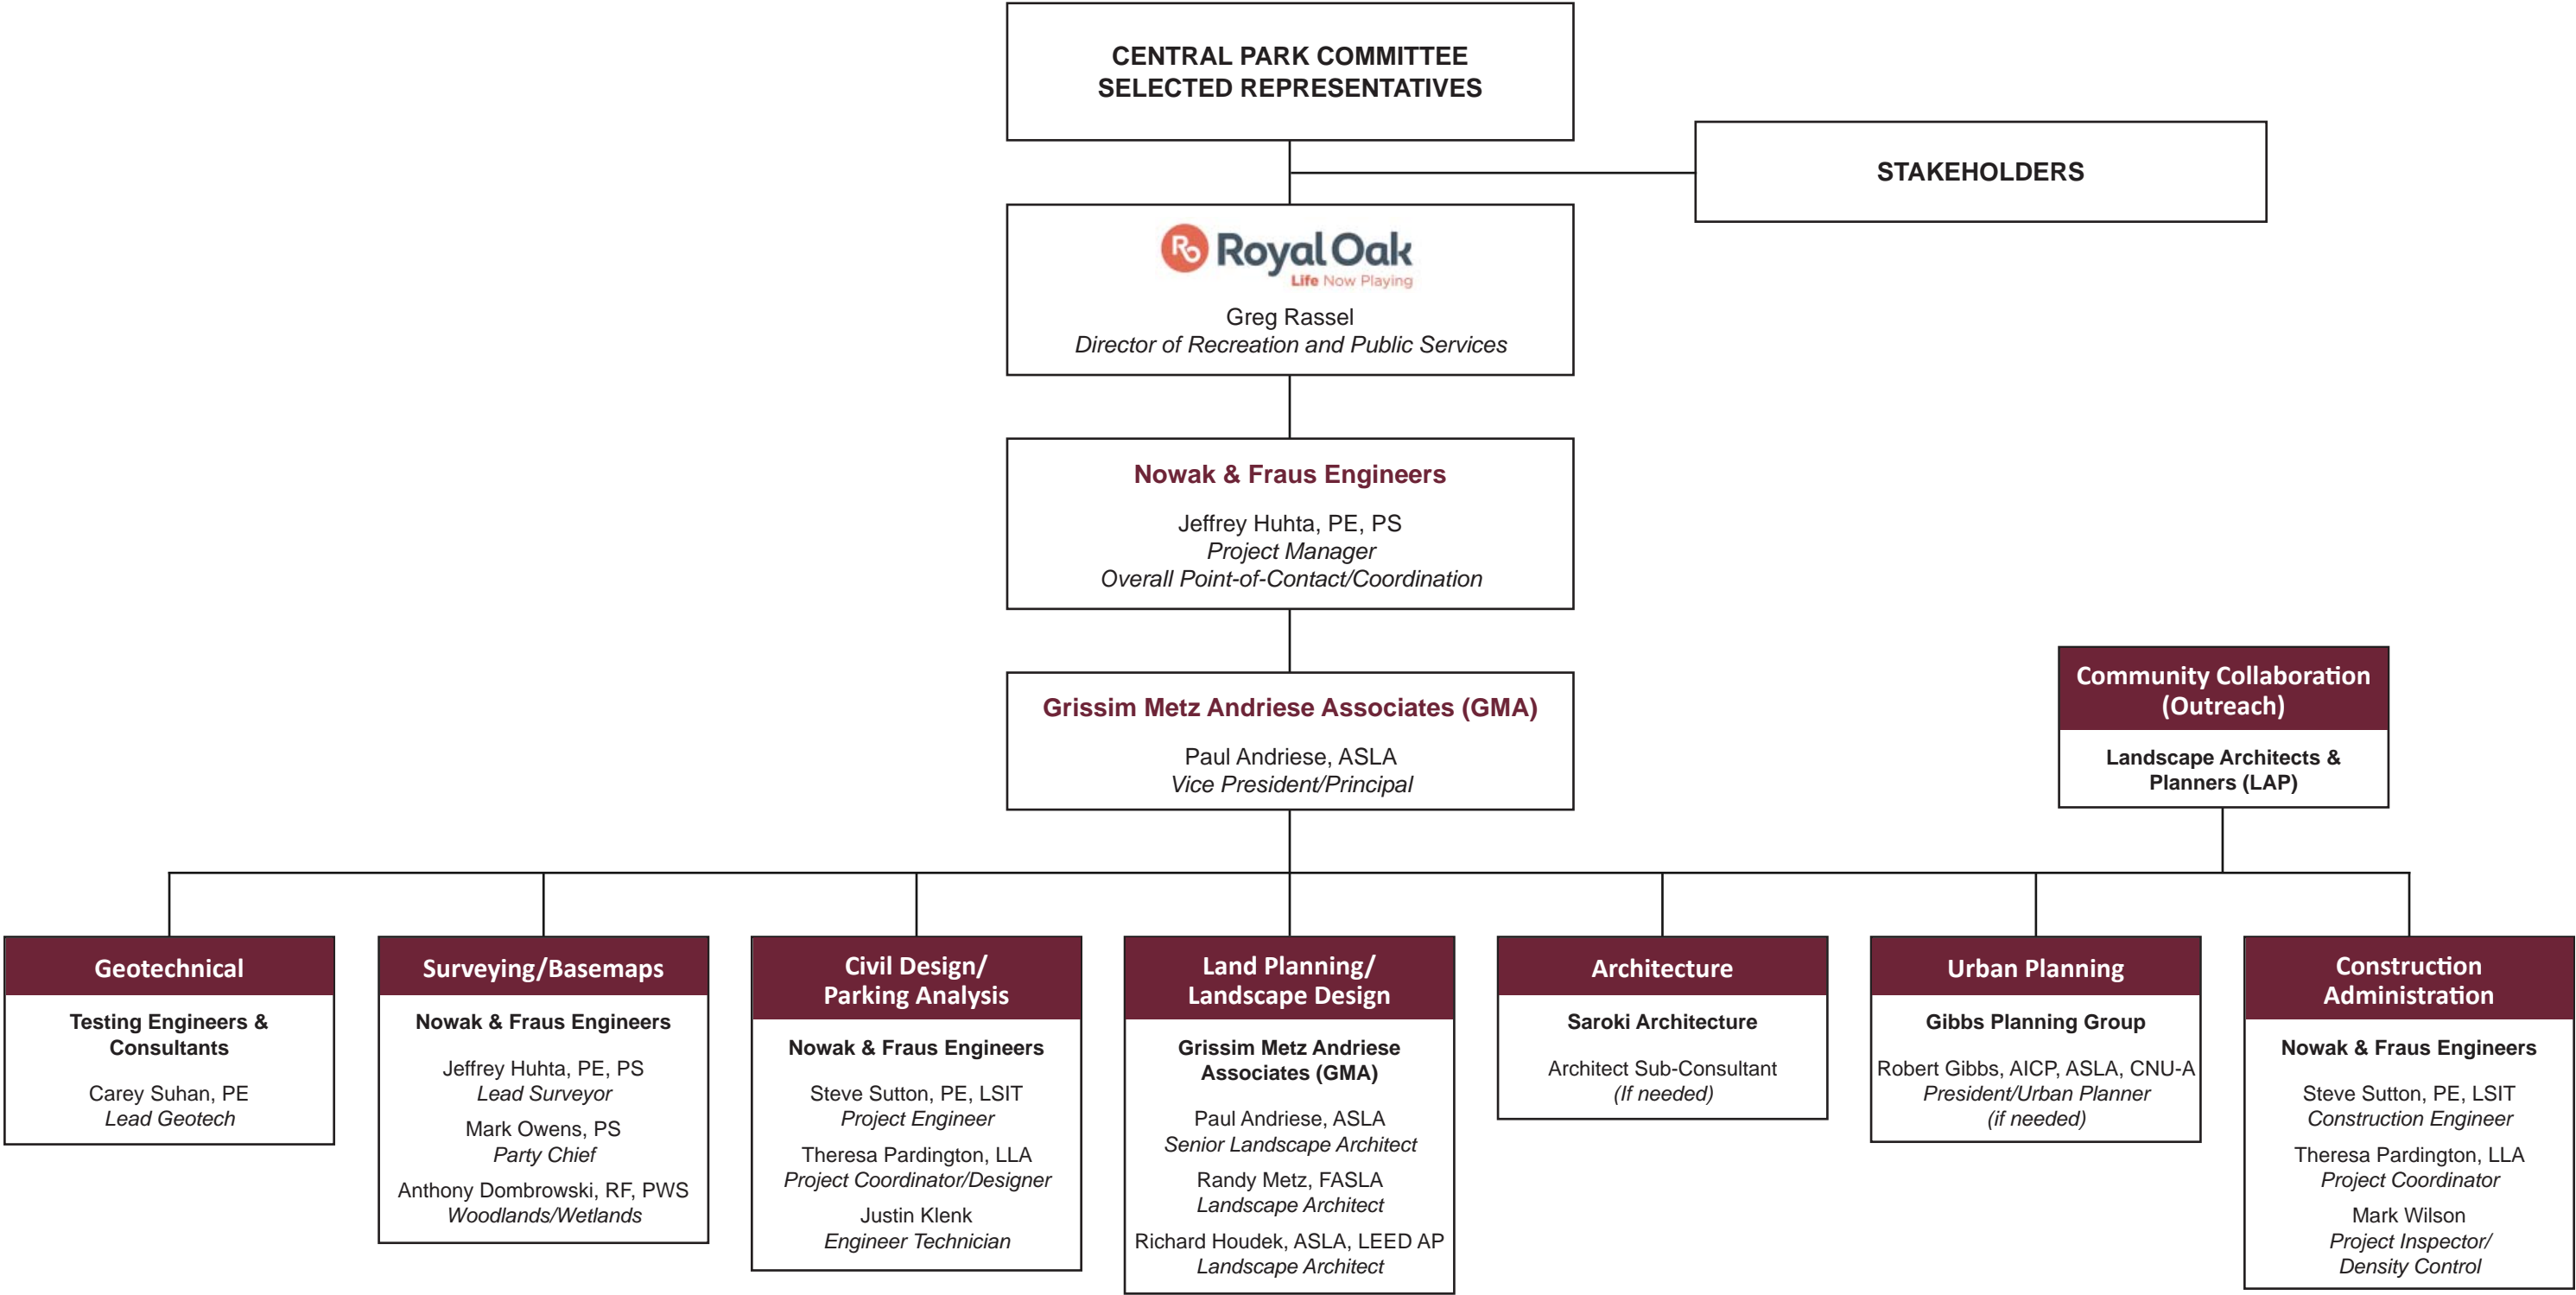 CENTRAL PARK COMMITTEE
SELECTED REPRESENTATIVES
STAKEHOLDERS
Ro Royal Oak
Life Now Playing
Greg Rassel
Director of Recreation and Public Services
Nowak & Fraus Engineers
Jeffrey Huhta, PE, PS
Project Manager
Overall Point-of-Contact/Coordination
Grissim Metz Andriese Associates (GMA)
Paul Andriese, ASLA
Vice President/Principal
Community Collaboration
(Outreach)
Landscape Architects &
Planners (LAP)
Geotechnical
Testing Engineers &
Consultants
Carey Suhan, PE
Lead Geotech
Surveying/Basemaps
Nowak & Fraus Engineers
Jeffrey Huhta, PE, PS
Lead Surveyor
Mark Owens, PS
Party Chief
Anthony Dombrowski, RF, PWS
Woodlands/Wetlands
Civil Design/
Parking Analysis
Nowak & Fraus Engineers
Steve Sutton, PE, LSIT
Project Engineer
Theresa Pardington, LLA
Project Coordinator/Designer
Justin Klenk
Engineer Technician
Land Planning/
Landscape Design
Grissim Metz Andriese
Associates (GMA)
Paul Andriese, ASLA
Senior Landscape Architect
Randy Metz, FASLA
Landscape Architect
Richard Houdek, ASLA, LEED AP
Landscape Architect
Architecture
Saroki Architecture
Architect Sub-Consultant
(If needed)
Urban Planning
Gibbs Planning Group
Robert Gibbs, AICP, ASLA, CNU-A
President/Urban Planner
(if needed)
Construction
Administration
Nowak & Fraus Engineers
Steve Sutton, PE, LSIT
Construction Engineer
Theresa Pardington, LLA
Project Coordinator
Mark Wilson
Project Inspector/
Density Control